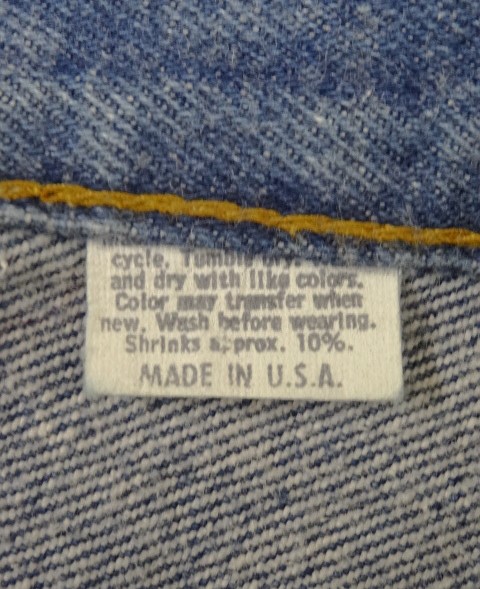 cycle. Tumble dry
and dry with like colors.
Color may transfer when
new. Wash before wearing.
Shrinks approx. 10%.
MADE IN U.S.A.